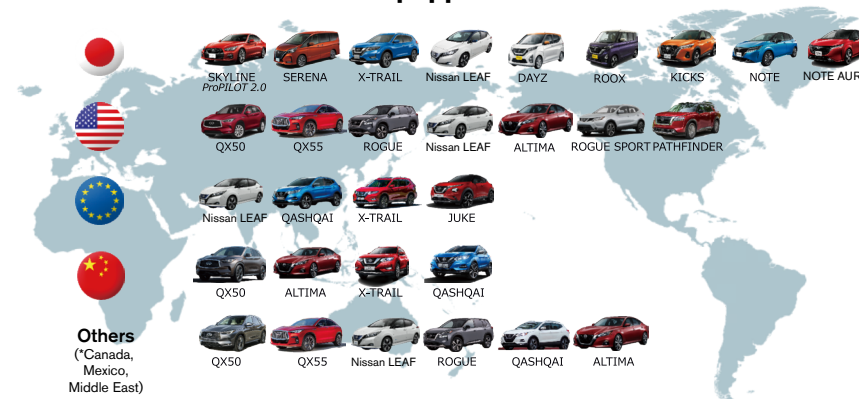 SKYLINE SERENA X-TRAIL Nissan LEAF DAYZ ROOX KICKS NOTE NOTE AUR
ProPILOT 2.0
QX50 QX55 ROGUE Nissan LEAF ALTIMA ROGUE SPORT PATHFINDER
Nissan LEAF QASHQAI X-TRAIL JUKE
QX50 ALTIMA X-TRAIL QASHQAI
Others
(*Canada,
Mexico,
Middle East)
QX50 QX55 Nissan LEAF ROGUE QASHQAI ALTIMA